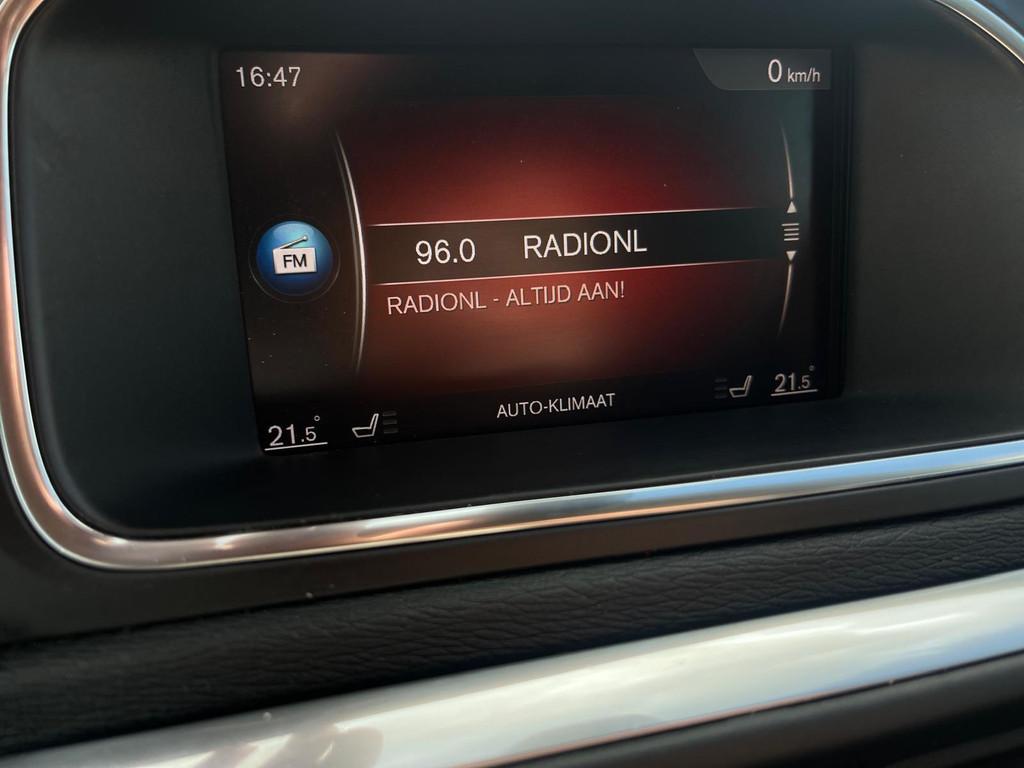 16:47
0 km/h
FM
96.0 RADIONL
RADIONL - ALTIJD AAN!
AUTO-KLIMAAT
21.5°
21.5°